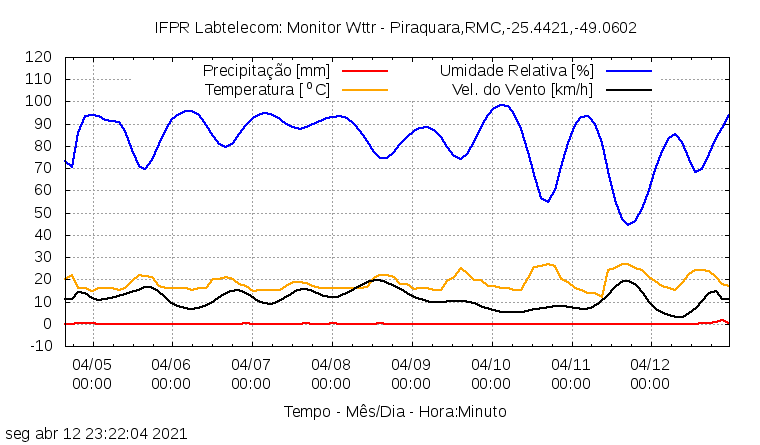 IFPR Labtelecom: Monitor Wttr - Piraquara,RMC,-25.4421,-49.0602
120
110
100
90
80
70
60
50
40
30
20
10
0
-10
Precipitação [mm]
Temperatura [⁰C]
Umidade Relativa [%]
Vel. do Vento [km/h]
04/05 04/06 04/07 04/08 04/09 04/10 04/11 04/12
00:00 00:00 00:00 00:00 00:00 00:00 00:00 00:00
Tempo - Mês/Dia - Hora:Minuto
seg abr 12 23:22:04 2021